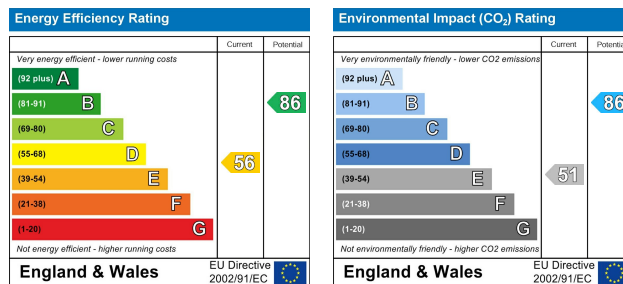 Energy Efficiency Rating
Current Potential
Very energy efficient - lower running costs
(92 plus) A
(81-91) B
86
(69-80) C
(55-68) D
56
(39-54) E
(21-38) F
(1-20) G
Not energy efficient - higher running costs
England & Wales
EU Directive
2002/91/EC
Environmental Impact (CO₂) Rating
Current Potentia
Very environmentally friendly - lower CO2 emissions
(92 plus) A
(81-91) B
86
(69-80) C
(55-68) D
(39-54) E
51
(21-38) F
(1-20) G
Not environmentally friendly - higher CO2 emissions
England & Wales
EU Directive
2002/91/EC